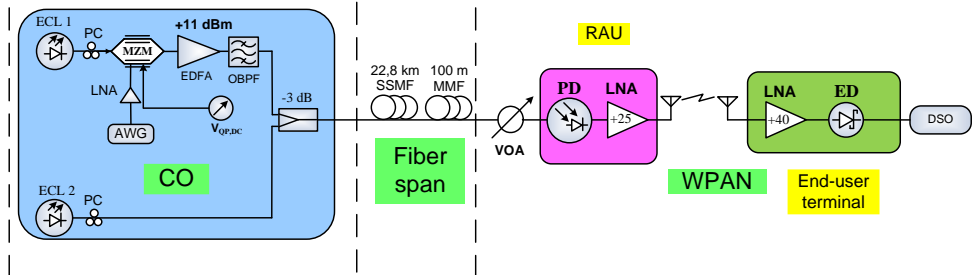 ECL 1
PC
MZM
+11 dBm
EDFA
OBPF
LNA
AWG
V_QP,DC
-3 dB
CO
ECL 2
PC
22,8 km
SSMF
100 m
MMF
Fiber
span
VOA
RAU
PD
LNA
+25
WPAN
LNA
+40
ED
End-user
terminal
DSO